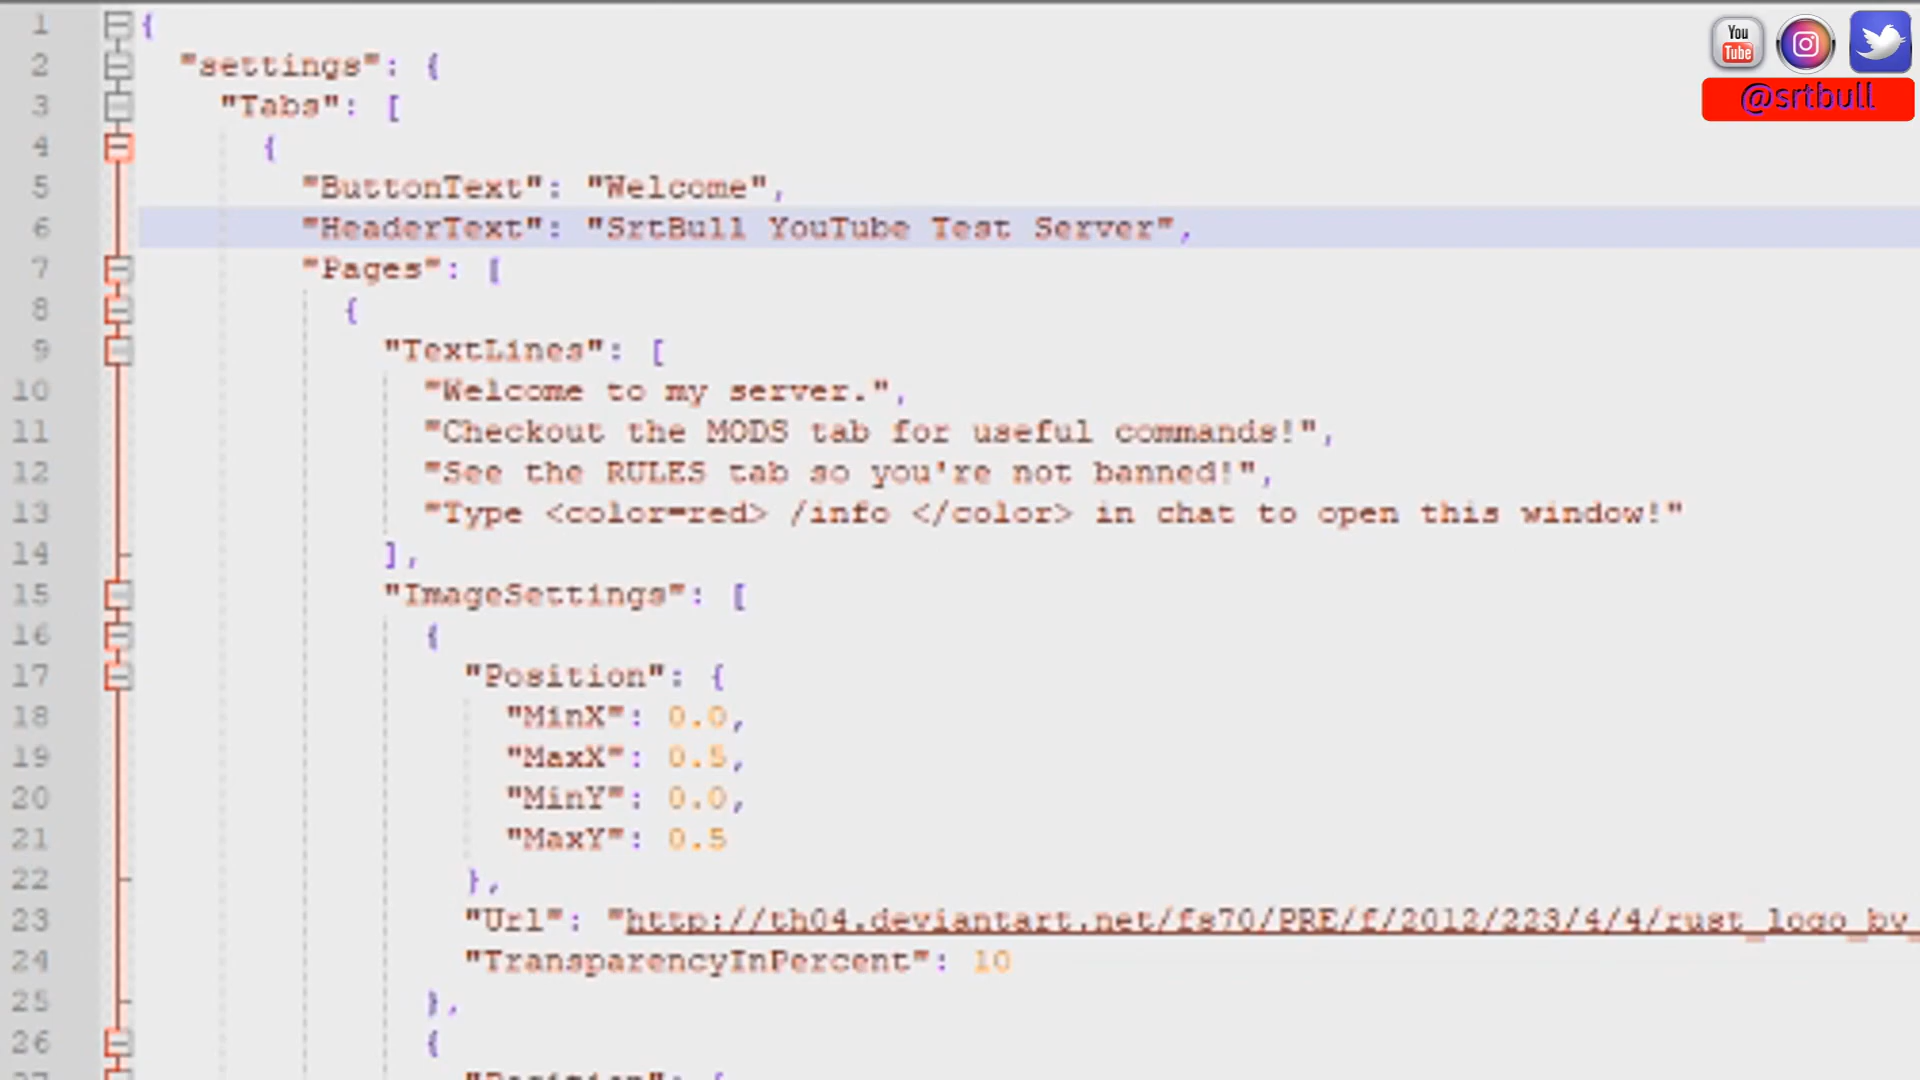 You
Tube
@srtbull
1 {
2 "settings": {
3 "Tabs": [
4 {
5 "ButtonText": "Welcome",
6 "HeaderText": "SrtBull YouTube Test Server",
7 "Pages": [
8 {
9 "TextLines": [
10 "Welcome to my server.",
11 "Checkout the MODS tab for useful commands!",
12 "See the RULES tab so you're not banned!",
13 "Type <color=red> /info </color> in chat to open this window!"
14 ],
15 "ImageSettings": [
16 {
17 "Position": {
18 "MinX": 0.0,
19 "MaxX": 0.5,
20 "MinY": 0.0,
21 "MaxY": 0.5
22 },
23 "Url": "http://th04.deviantart.net/fs70/PRE/f/2012/223/4/4/rust_logo_by_
24 "TransparencyInPercent": 10
25 },
26 {
27 "Position": {